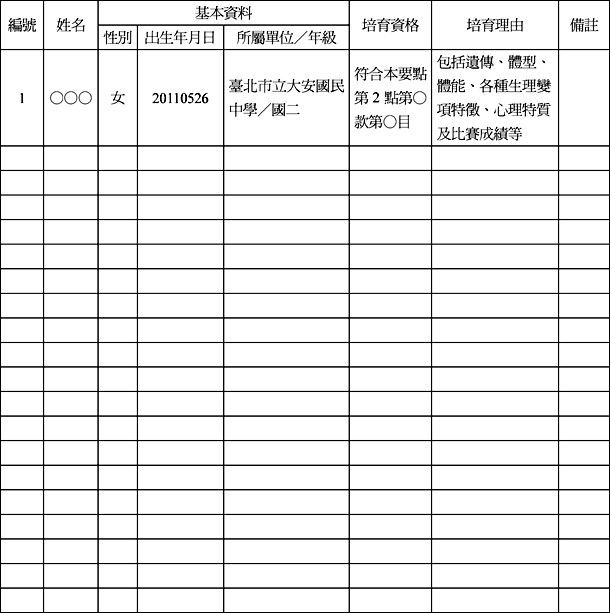 編號 姓名 基本資料 培育資格 培育理由 備註
性別 出生年月日 所屬單位／年級
1 ○○○ 女 20110526
臺北市立大安國民
中學／國二
符合本要點
第 2 點第○
款第○目
包括遺傳、體型、
體能、各種生理變
項特徵、心理特質
及比賽成績等